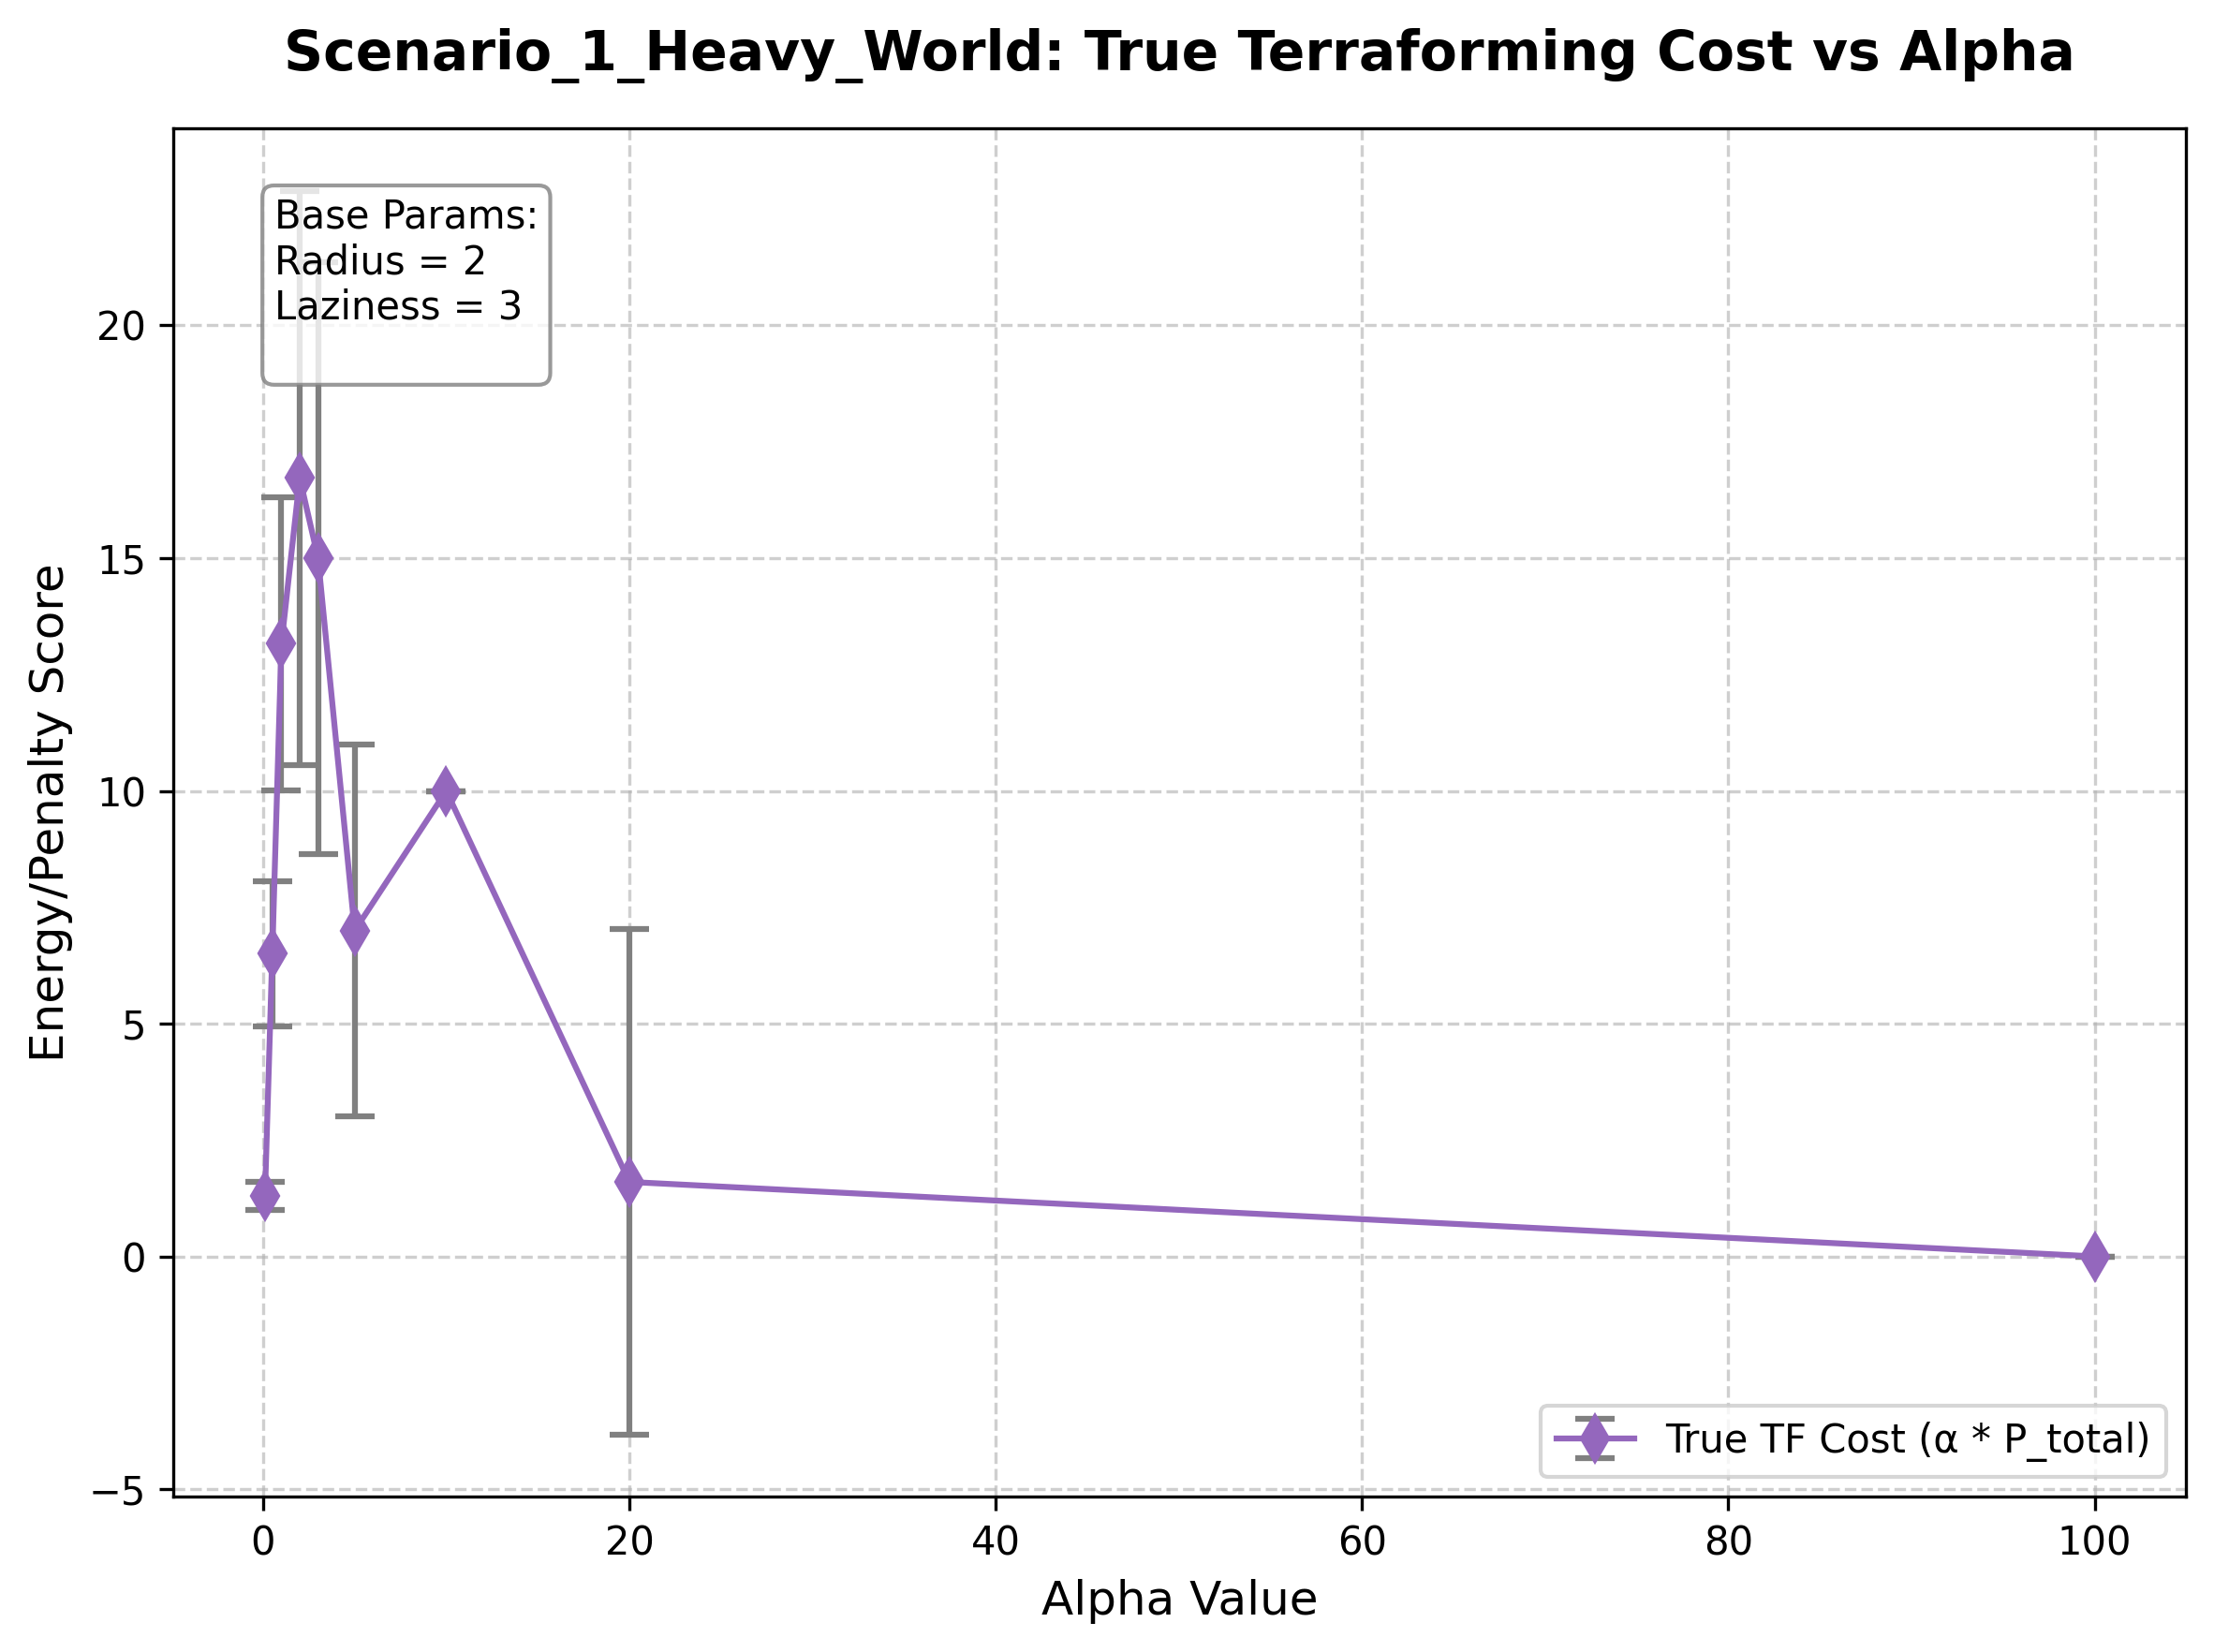 Scenario_1_Heavy_World: True Terraforming Cost vs Alpha
Energy/Penalty Score
20
15
10
5
0
−5
Base Params:
Radius = 2
Laziness = 3
True TF Cost (α * P_total)
0
20
40
60
80
100
Alpha Value